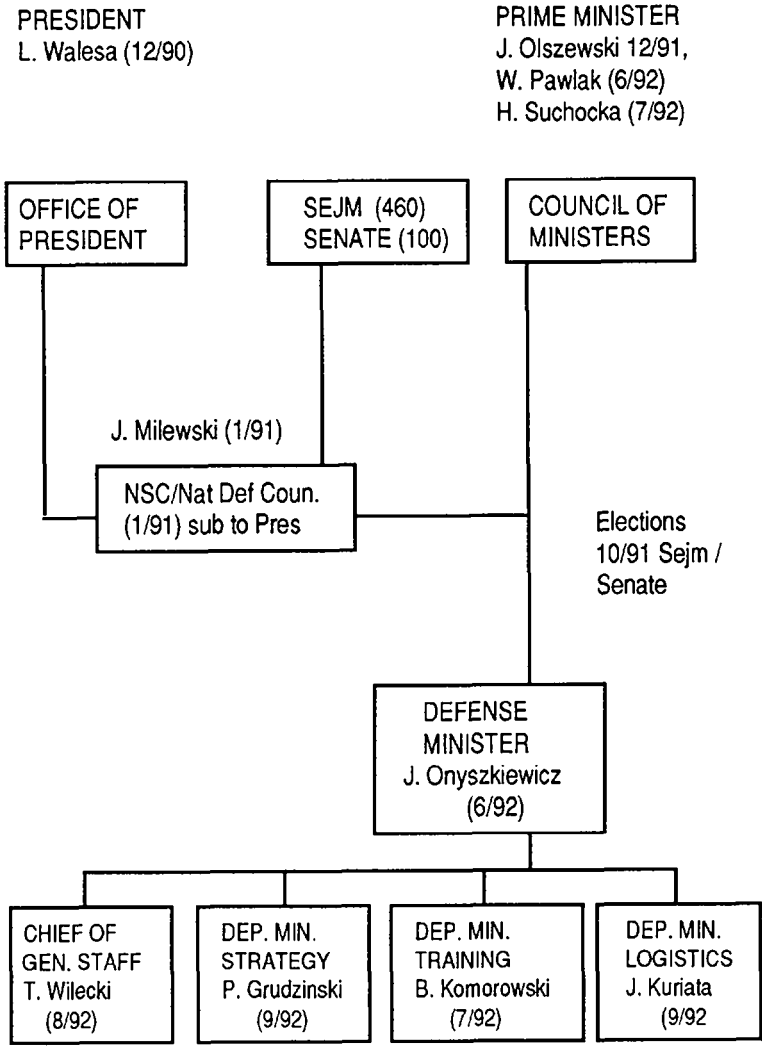 PRESIDENT
L. Walesa (12/90)
PRIME MINISTER
J. Olszewski 12/91,
W. Pawlak (6/92)
H. Suchocka (7/92)
OFFICE OF
PRESIDENT
SEJM (460)
SENATE (100)
COUNCIL OF
MINISTERS
J. Milewski (1/91)
NSC/Nat Def Coun.
(1/91) sub to Pres
Elections
10/91 Sejm /
Senate
DEFENSE
MINISTER
J. Onyszkiewicz
(6/92)
CHIEF OF
GEN. STAFF
T. Wilecki
(8/92)
DEP. MIN.
STRATEGY
P. Grudzinski
(9/92)
DEP. MIN.
TRAINING
B. Komorowski
(7/92)
DEP. MIN.
LOGISTICS
J. Kuriata
(9/92